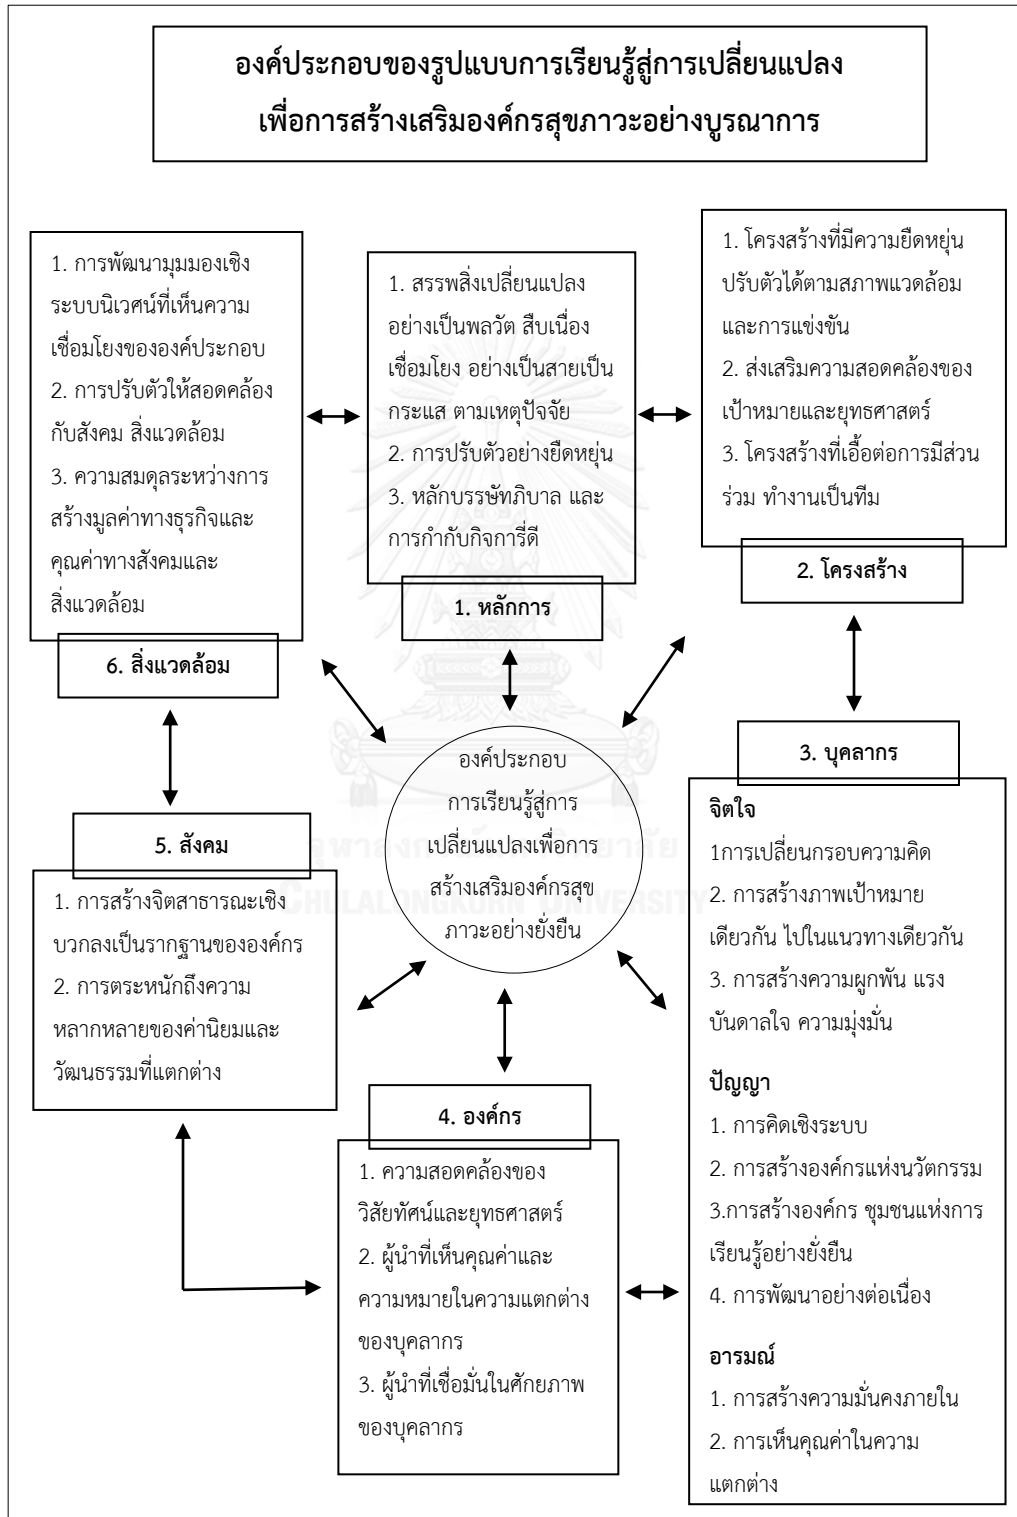 องค์ประกอบของรูปแบบการเรียนรู้สู่การเปลี่ยนแปลง
เพื่อการสร้างเสริมองค์กรสุขภาวะอย่างบูรณาการ
1. การพัฒนามุมมองเชิง
ระบบนิเวศน์ที่เห็นความ
เชื่อมโยงขององค์ประกอบ
2. การปรับตัวให้สอดคล้อง
กับสังคม สิ่งแวดล้อม
3. ความสมดุลระหว่างการ
สร้างมูลค่าทางธุรกิจและ
คุณค่าทางสังคมและ
สิ่งแวดล้อม
6. สิ่งแวดล้อม
1. สรรพสิ่งเปลี่ยนแปลง
อย่างเป็นพลวัต สืบเนื่อง
เชื่อมโยง อย่างเป็นสายเป็น
กระแส ตามเหตุปัจจัย
2. การปรับตัวอย่างยืดหยุ่น
3. หลักบรรษัทภิบาล และ
การกำกับกิจการี่ดี
1. หลักการ
1. โครงสร้างที่มีความยืดหยุ่น
ปรับตัวได้ตามสภาพแวดล้อม
และการแข่งขัน
2. ส่งเสริมความสอดคล้องของ
เป้าหมายและยุทธศาสตร์
3. โครงสร้างที่เอื้อต่อการมีส่วน
ร่วม ทำงานเป็นทีม
2. โครงสร้าง
องค์ประกอบ
การเรียนรู้สู่การ
เปลี่ยนแปลงเพื่อการ
สร้างเสริมองค์กรสุข
ภาวะอย่างยั่งยืน
จุฬาลงกรณ์มหาวิทยาลัย
CHULALONGKORN UNIVERSITY
3. บุคลากร
จิตใจ
1การเปลี่ยนกรอบความคิด
2. การสร้างภาพเป้าหมาย
เดียวกัน ไปในแนวทางเดียวกัน
3. การสร้างความผูกพัน แรง
บันดาลใจ ความมุ่งมั่น
ปัญญา
1. การคิดเชิงระบบ
2. การสร้างองค์กรแห่งนวัตกรรม
3.การสร้างองค์กร ชุมชนแห่งการ
เรียนรู้อย่างยั่งยืน
4. การพัฒนาอย่างต่อเนื่อง
อารมณ์
1. การสร้างความมั่นคงภายใน
2. การเห็นคุณค่าในความ
แตกต่าง
5. สังคม
1. การสร้างจิตสาธารณะเชิง
บวกลงเป็นรากฐานขององค์กร
2. การตระหนักถึงความ
หลากหลายของค่านิยมและ
วัฒนธรรมที่แตกต่าง
4. องค์กร
1. ความสอดคล้องของ
วิสัยทัศน์และยุทธศาสตร์
2. ผู้นำที่เห็นคุณค่าและ
ความหมายในความแตกต่าง
ของบุคลากร
3. ผู้นำที่เชื่อมั่นในศักยภาพ
ของบุคลากร